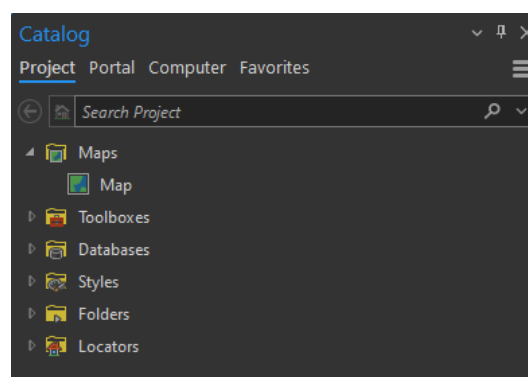 Catalog
Project Portal Computer Favorites
Search Project
Maps
Map
Toolboxes
Databases
Styles
Folders
Locators